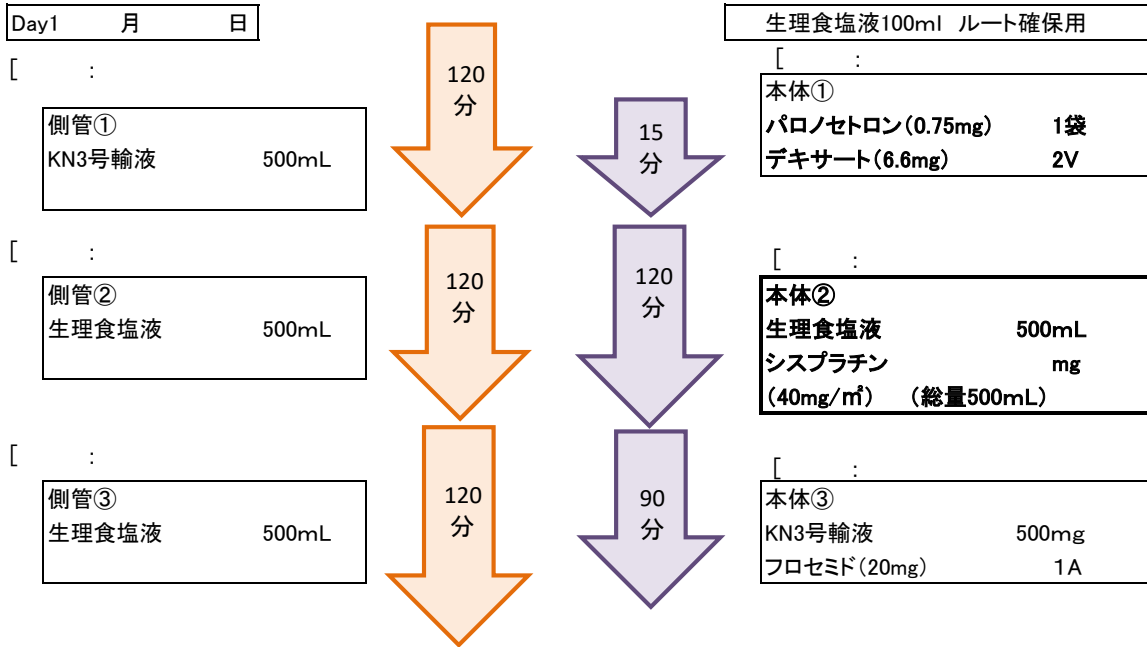 Day1 月 日
[ :
側管①
KN3号輸液 500mL
120
分
生理食塩液100ml ルート確保用
[ :
本体①
パロノセトロン（0.75mg） 1袋
デキサート（6.6mg） 2V
15
分
[ :
側管②
生理食塩液 500mL
120
分
120
分
[ :
本体②
生理食塩液 500mL
シスプラチン mg
（40mg/㎡） （総量500mL）
[ :
側管③
生理食塩液 500mL
120
分
90
分
[ :
本体③
KN3号輸液 500mg
フロセミド（20mg） 1A